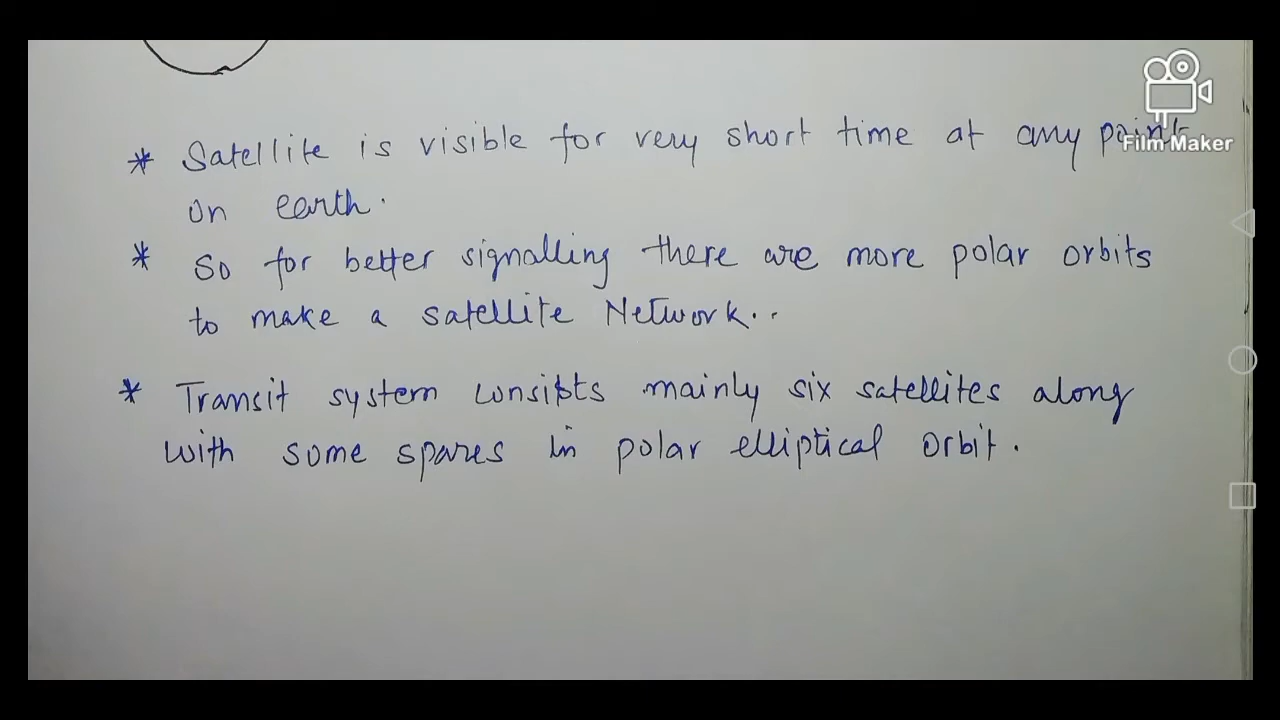 * Satellite is visible for very short time at any point
on earth.
* So for better signalling there are more polar orbits
to make a satellite Network..
* Transit system consists mainly six satellites along
with some spares in polar elliptical orbit.
Film Maker